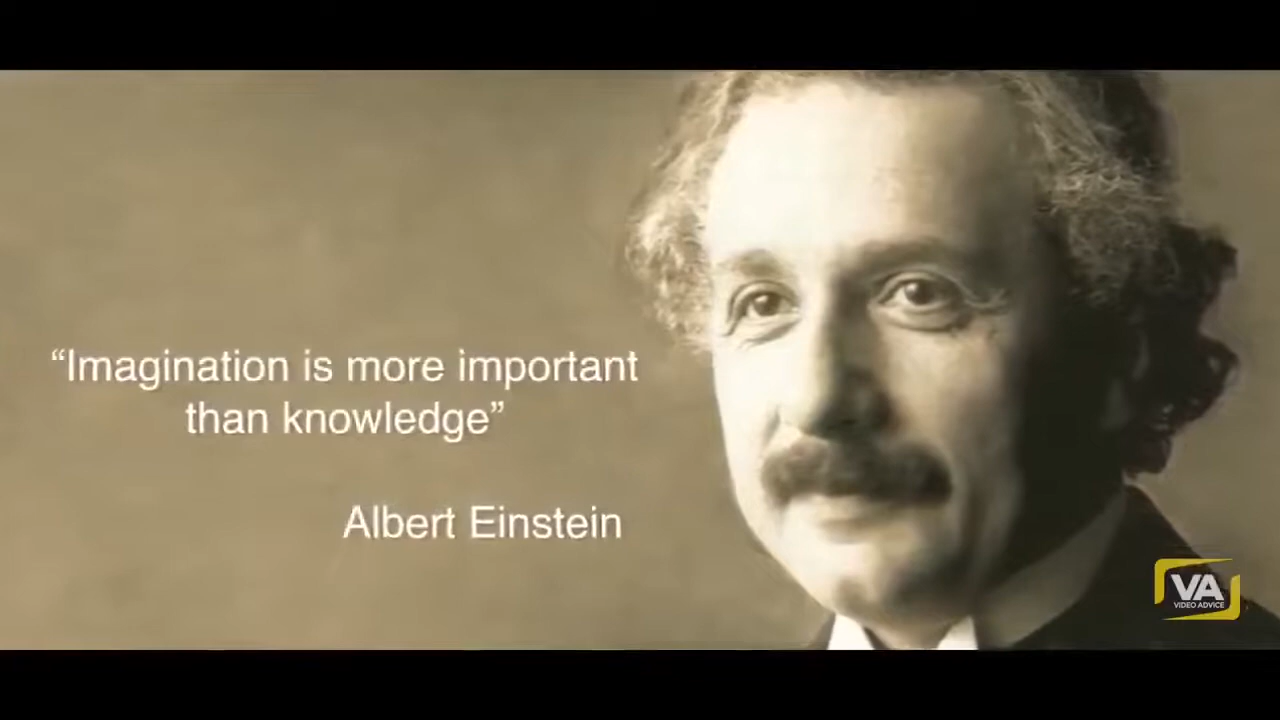 “Imagination is more important
than knowledge”
Albert Einstein
VA
VIDEO ADVICE